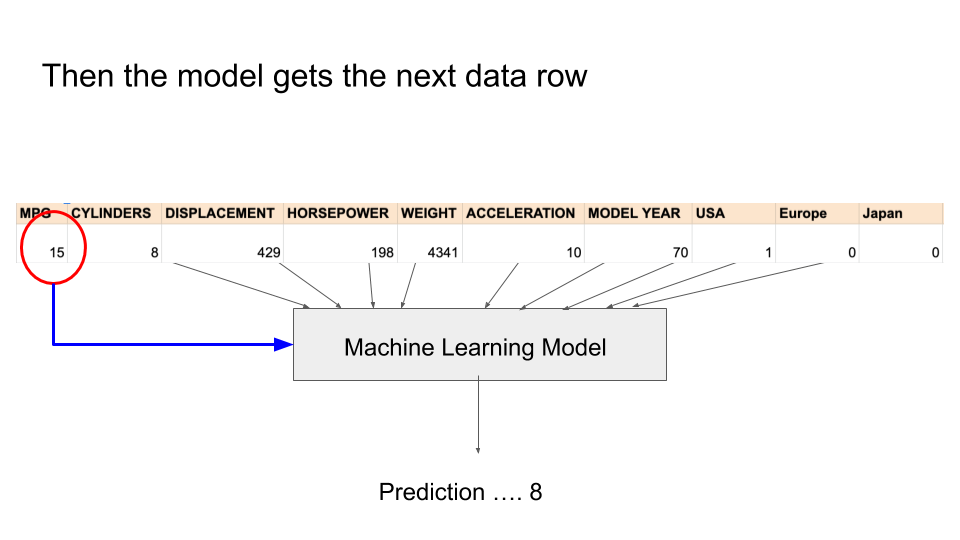 Then the model gets the next data row
MPG CYLINDERS DISPLACEMENT HORSEPOWER WEIGHT ACCELERATION MODEL YEAR USA Europe Japan
15 8 429 198 4341 10 70 1 0 0
Machine Learning Model
Prediction …. 8